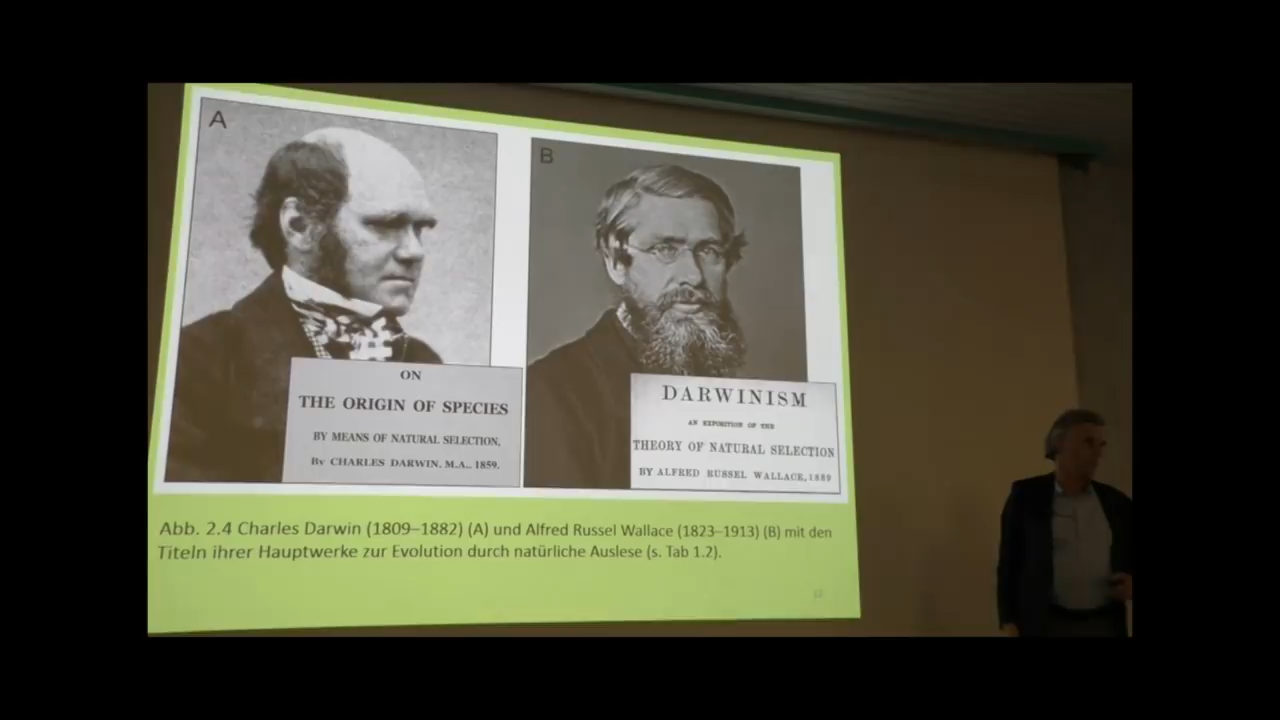 A
B
ON
THE ORIGIN OF SPECIES
BY MEANS OF NATURAL SELECTION,
By CHARLES DARWIN, M.A., 1859.
DARWINISM
AN EXPOSITION OF THE
THEORY OF NATURAL SELECTION
BY ALFRED RUSSEL WALLACE, 1889
Abb. 2.4 Charles Darwin (1809–1882) (A) und Alfred Russel Wallace (1823–1913) (B) mit den
Titeln ihrer Hauptwerke zur Evolution durch natürliche Auslese (s. Tab 1.2).